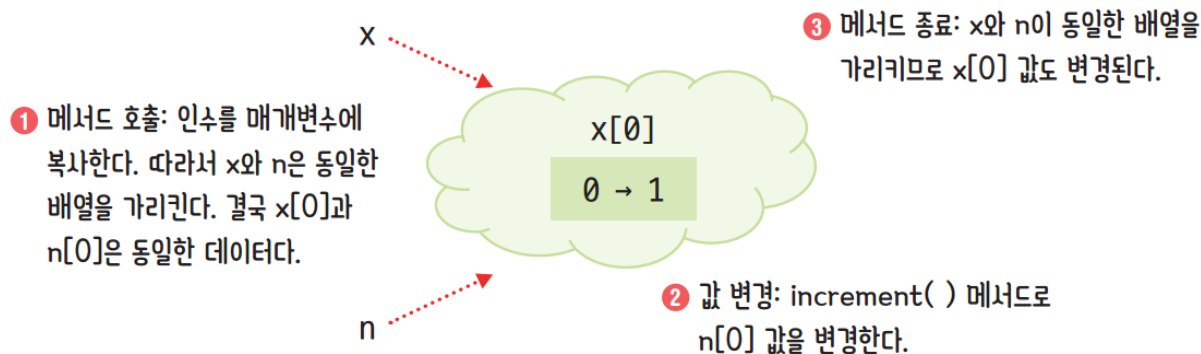 x
❶ 메서드 호출: 인수를 매개변수에
복사한다. 따라서 x와 n은 동일한
배열을 가리킨다. 결국 x[0]과
n[0]은 동일한 데이터다.
x[0]
0 → 1
n
❷ 값 변경: increment( ) 메서드로
n[0] 값을 변경한다.
❸ 메서드 종료: x와 n이 동일한 배열을
가리키므로 x[0] 값도 변경된다.